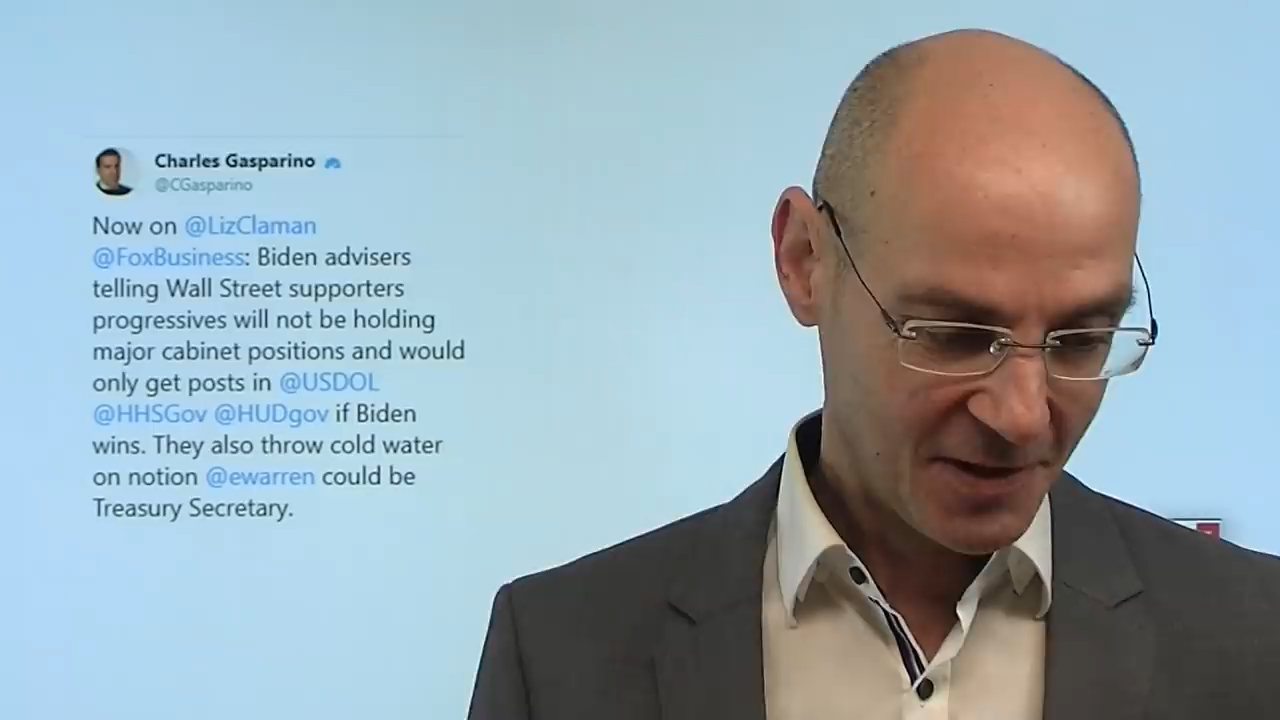 Charles Gasparino
@CGasparino
Now on @LizClaman
@FoxBusiness: Biden advisers
telling Wall Street supporters
progressives will not be holding
major cabinet positions and would
only get posts in @USDOL
@HHSGov @HUDgov if Biden
wins. They also throw cold water
on notion @ewarren could be
Treasury Secretary.